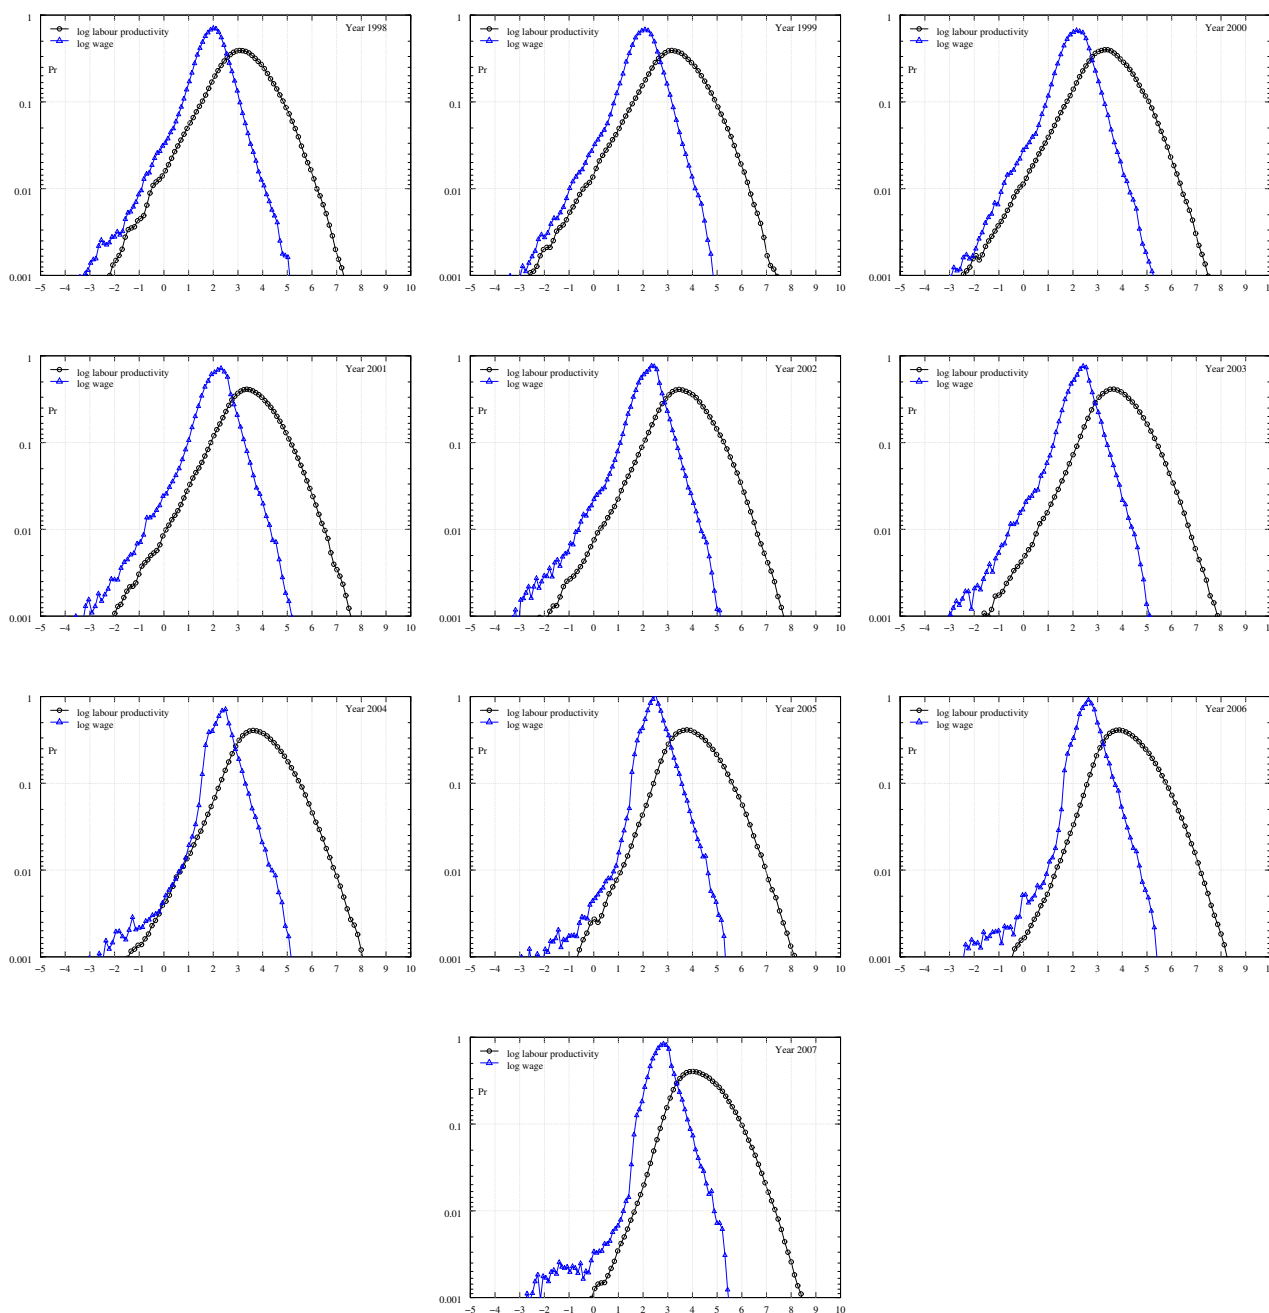 1
log labour productivity
Year 1998
log wage
Pr
0.1
0.01
0.001
−5 −4 −3 −2 −1 0 1 2 3 4 5 6 7 8 9 10
1
log labour productivity
Year 1999
log wage
Pr
0.1
0.01
0.001
−5 −4 −3 −2 −1 0 1 2 3 4 5 6 7 8 9 10
1
log labour productivity
Year 2000
log wage
Pr
0.1
0.01
0.001
−5 −4 −3 −2 −1 0 1 2 3 4 5 6 7 8 9
1
log labour productivity
Year 2001
log wage
Pr
0.1
0.01
0.001
−5 −4 −3 −2 −1 0 1 2 3 4 5 6 7 8 9 10
1
log labour productivity
Year 2002
log wage
Pr
0.1
0.01
0.001
−5 −4 −3 −2 −1 0 1 2 3 4 5 6 7 8 9 10
1
log labour productivity
Year 2003
log wage
Pr
0.1
0.01
0.001
−5 −4 −3 −2 −1 0 1 2 3 4 5 6 7 8 9
1
log labour productivity
Year 2004
log wage
Pr
0.1
0.01
0.001
−5 −4 −3 −2 −1 0 1 2 3 4 5 6 7 8 9 10
1
log labour productivity
Year 2005
log wage
Pr
0.1
0.01
0.001
−5 −4 −3 −2 −1 0 1 2 3 4 5 6 7 8 9 10
1
log labour productivity
Year 2006
log wage
Pr
0.1
0.01
0.001
−5 −4 −3 −2 −1 0 1 2 3 4 5 6 7 8 9
1
log labour productivity
Year 2007
log wage
Pr
0.1
0.01
0.001
−5 −4 −3 −2 −1 0 1 2 3 4 5 6 7 8 9 10